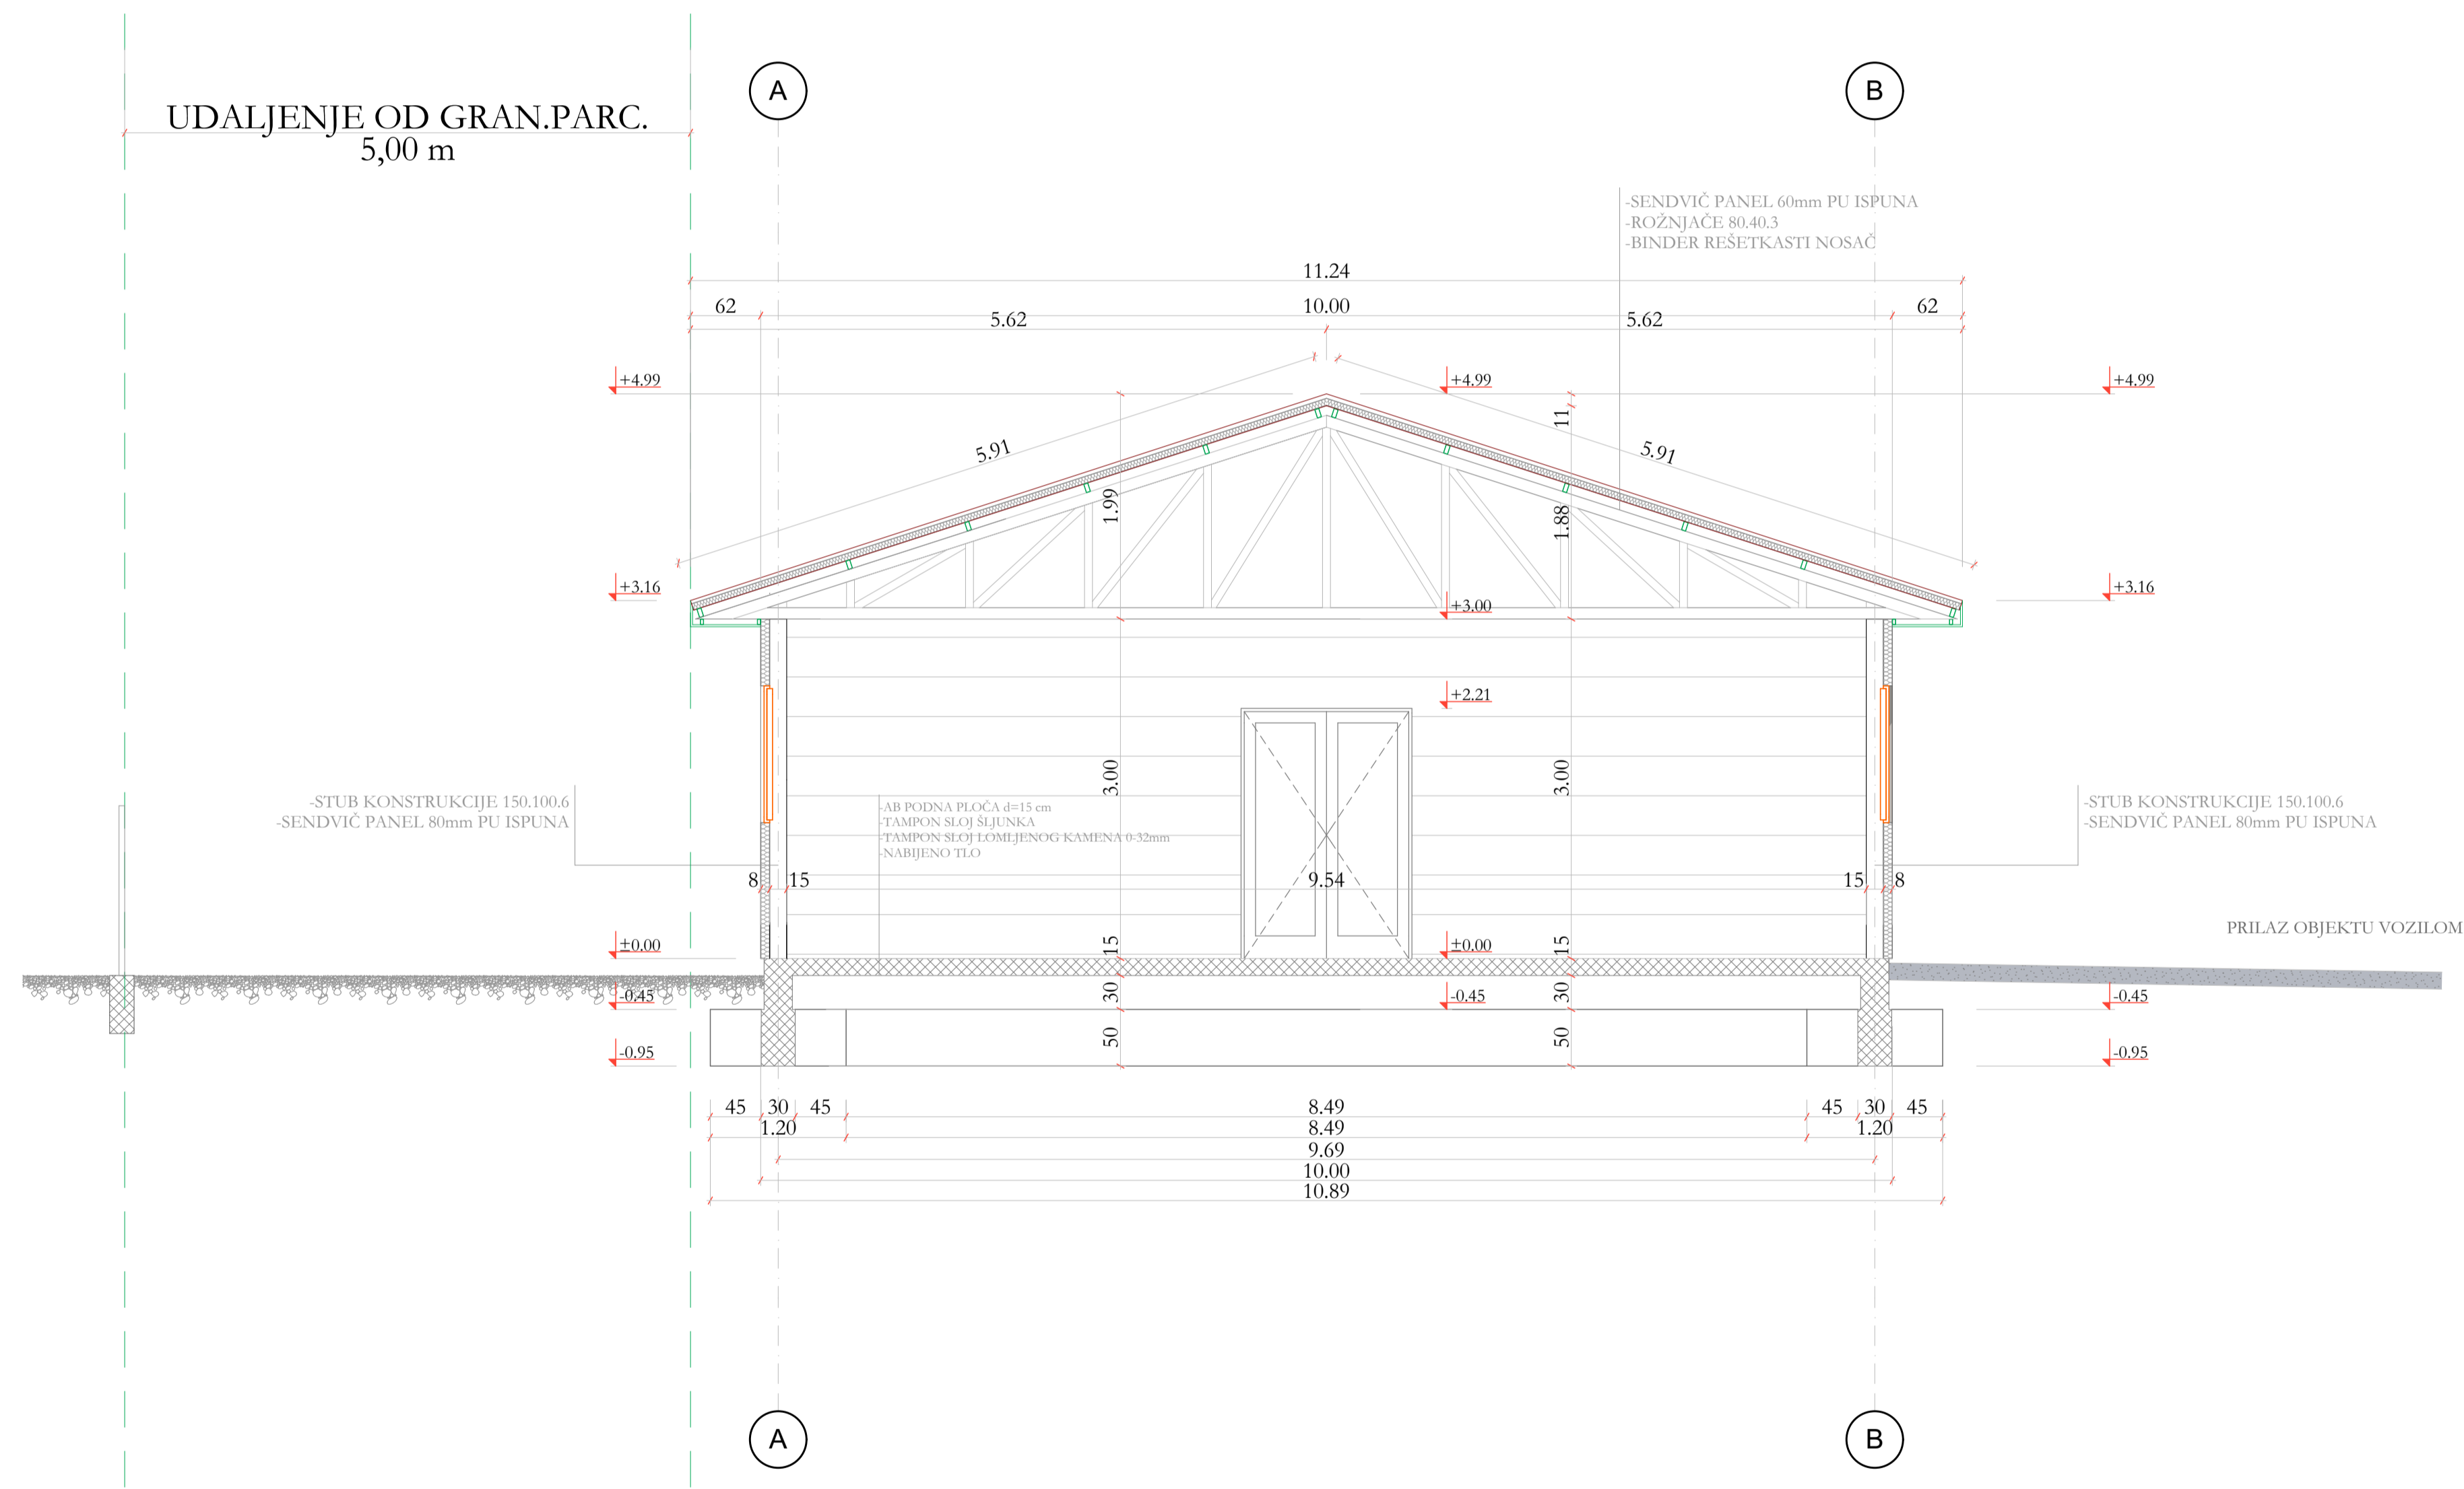 A
B
UDALJENJE OD GRAN.PARC.
5,00 m
-SENDVIČ PANEL 60mm PU ISPUNA
-ROŽNJAČE 80.40.3
-BINDER REŠETKASTI NOSAČ
11.24
62
10.00
62
5.62
5.62
+4.99
+4.99
+4.99
11
5.91
5.91
1.99
1.88
+3.16
+3.16
+3.00
+2.21
3.00
3.00
-STUB KONSTRUKCIJE 150.100.6
-SENDVIČ PANEL 80mm PU ISPUNA
-AB PODNA PLOČA d=15 cm
-TAMPON SLOJ ŠLJUNKA
-TAMPON SLOJ LOMLJENOG KAMENA 0-32mm
-NABIJENO TLO
-STUB KONSTRUKCIJE 150.100.6
-SENDVIČ PANEL 80mm PU ISPUNA
8
15
9.54
15
8
PRILAZ OBJEKTU VOZILOM
±0.00
15
±0.00
15
-0.45
30
-0.45
30
-0.45
-0.95
50
50
-0.95
45
30
45
8.49
45
30
45
1.20
8.49
1.20
9.69
10.00
10.89
A
B